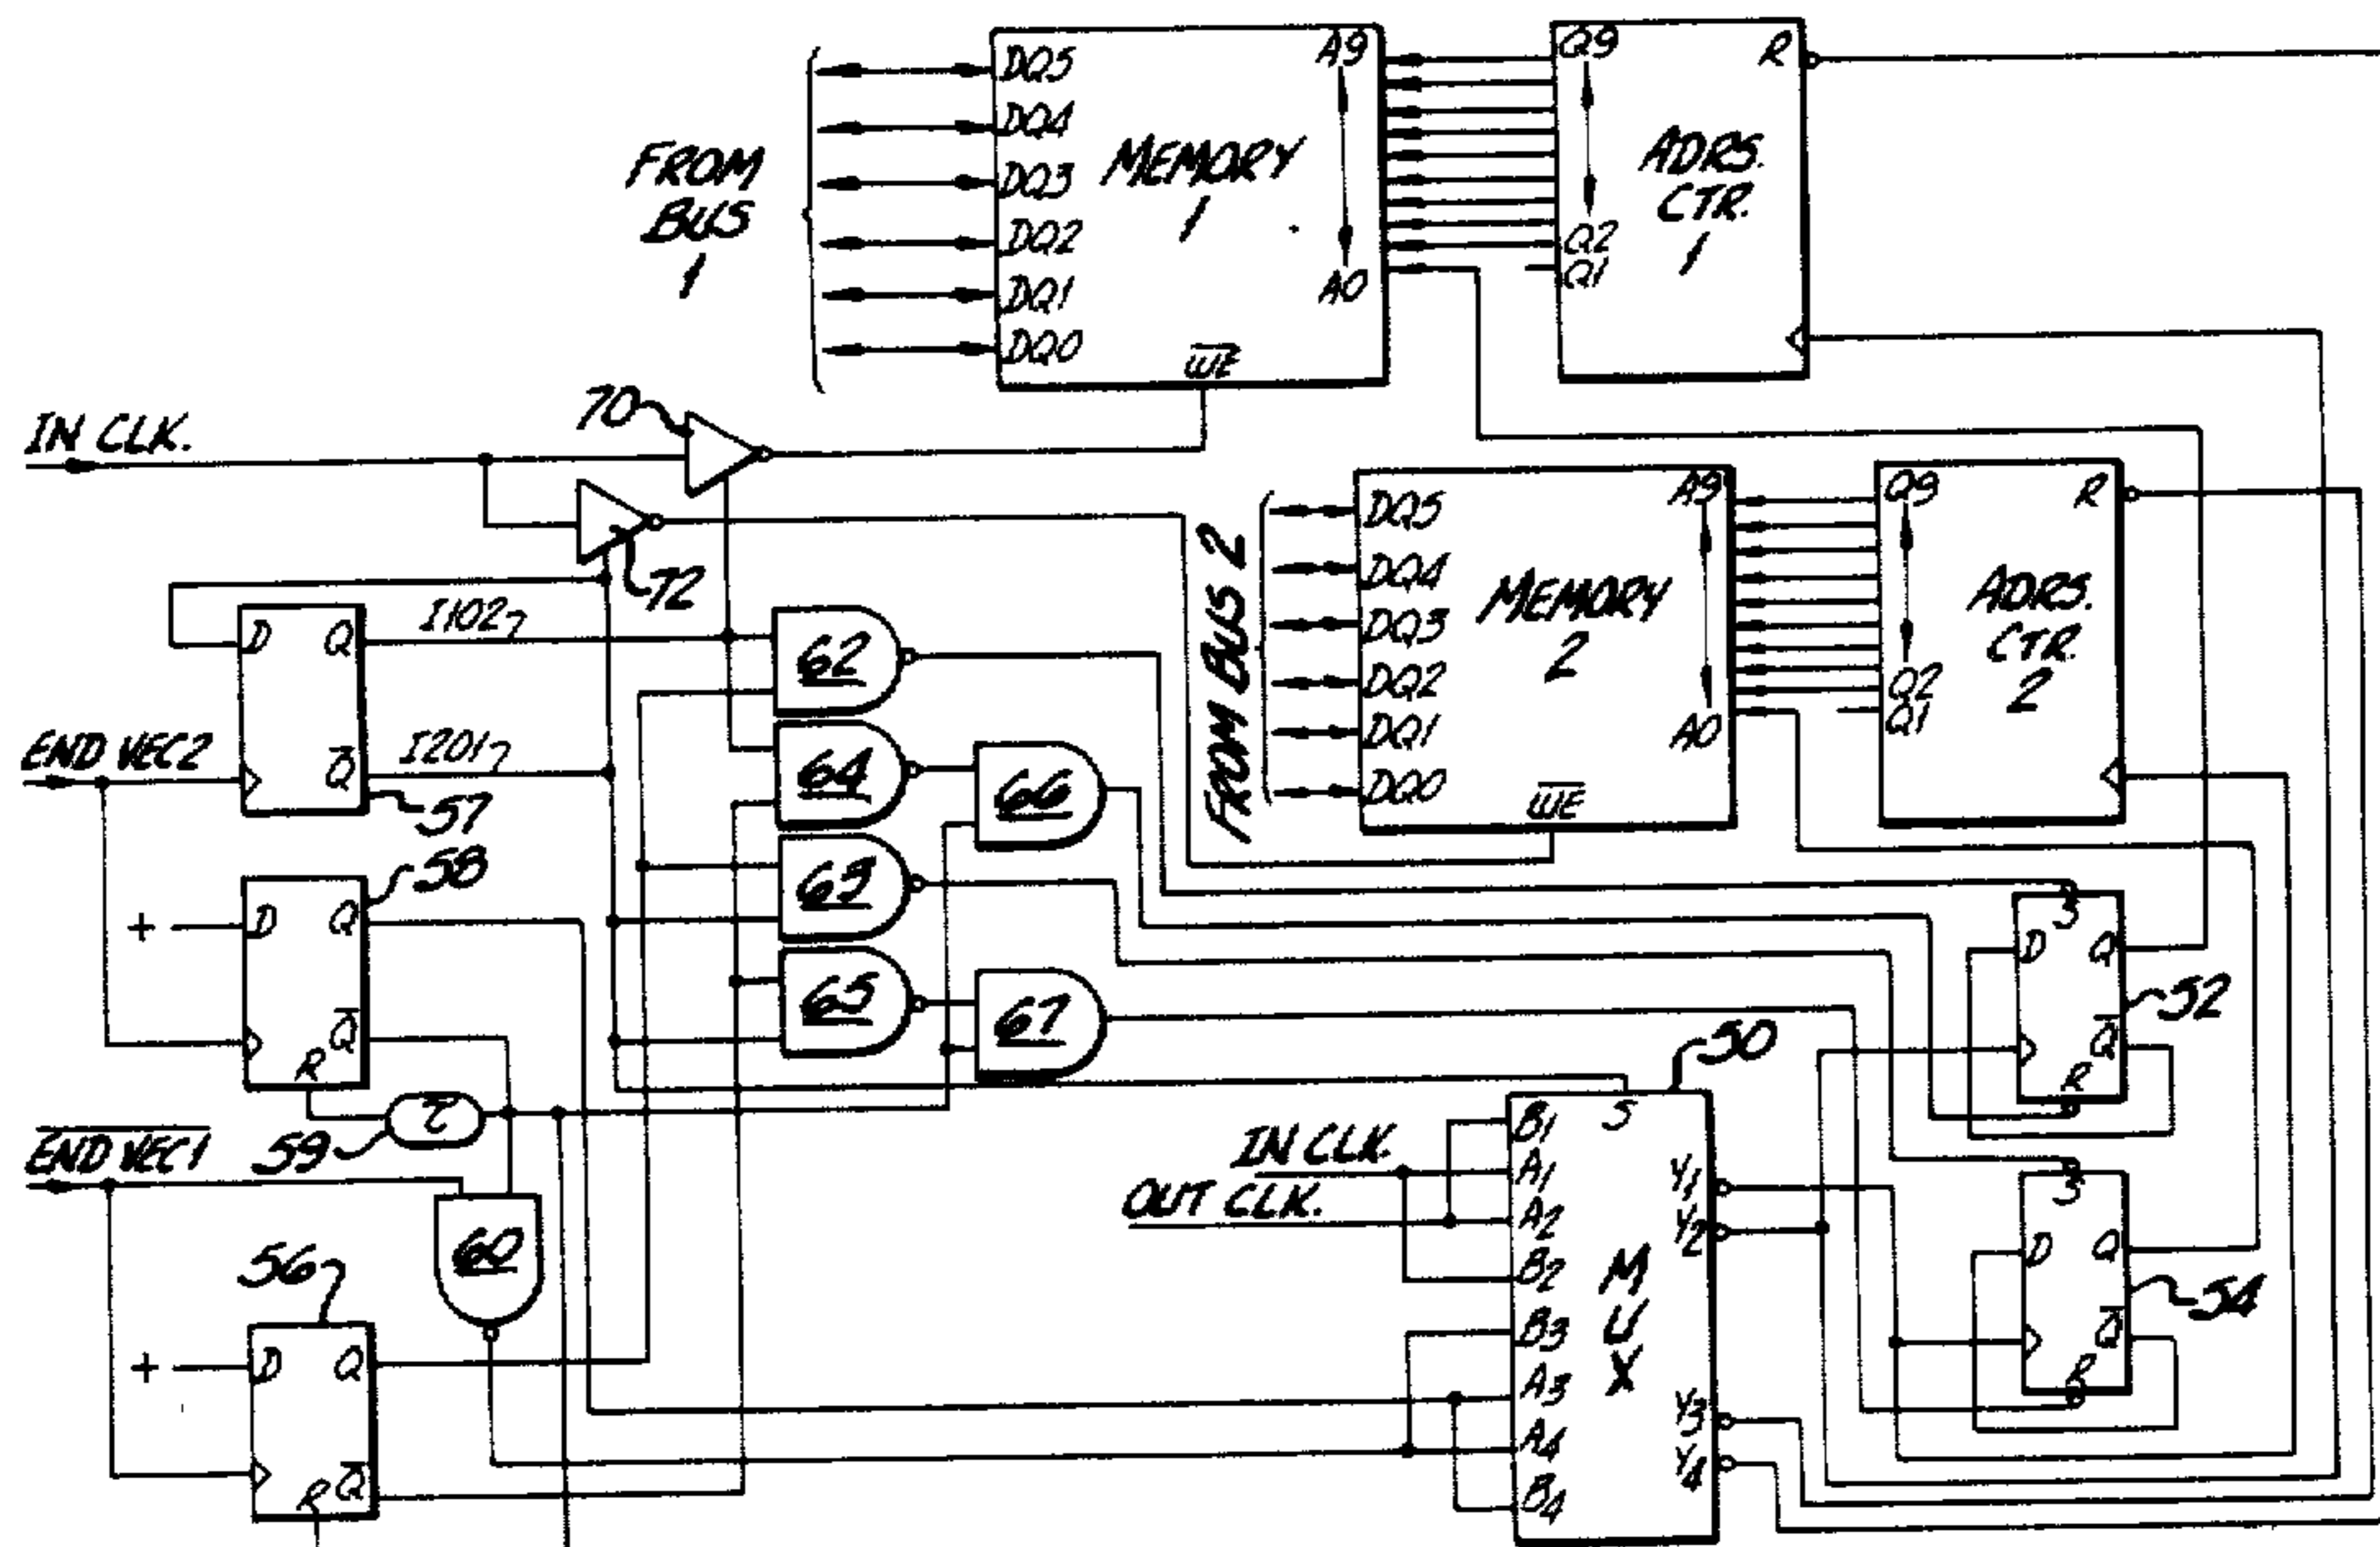 DQ5
DQ4
DQ3
DQ2
DQ1
DQ0
MEMORY
1
A9
A0
W̅E̅
Q9
Q2
Q1
R
ADRS.
CTR.
1
FROM
BUS
1
IN CLK.
70
72
FROM BUS 2
DQ5
DQ4
DQ3
DQ2
DQ1
DQ0
MEMORY
2
A9
A0
W̅E̅
Q9
Q2
Q1
R
ADRS.
CTR.
2
D
Q
I102
I201
Q̅
57
END VEC2
62
64
66
63
65
67
58
+
D
Q
Q̅
R
τ
59
E̅N̅D̅ V̅E̅C̅1̅
60
56
+
D
Q
Q̅
R
IN CLK.
OUT CLK.
50
S
B1
A1
A2
B2
B3
A3
A4
B4
MUX
Y1
Y2
Y3
Y4
S
D
Q
Q̅
R
52
S
D
Q
Q̅
R
54